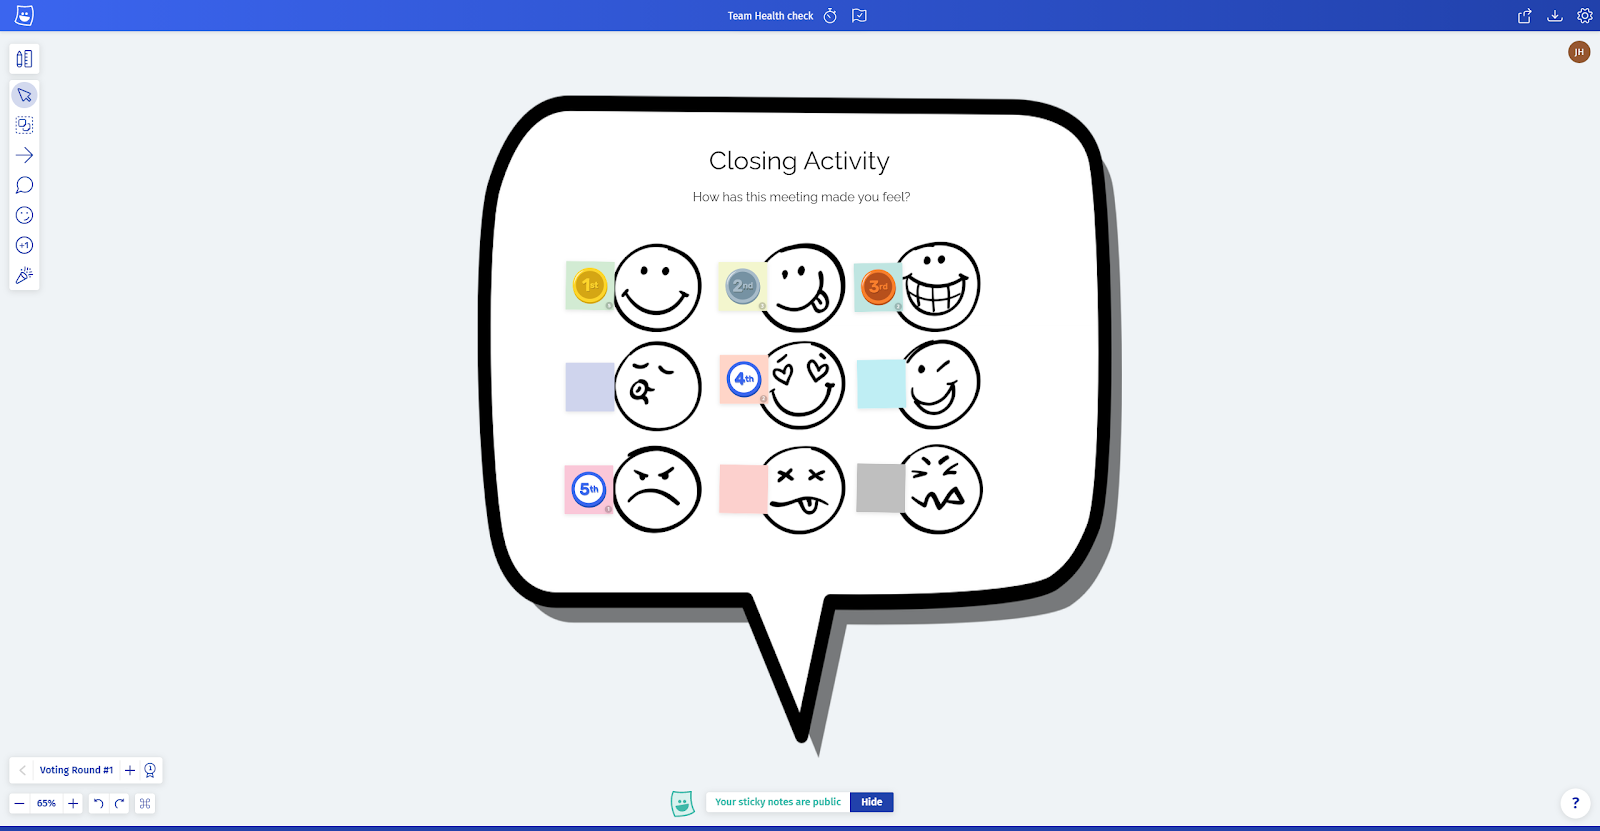 Team Health check
JH
+1
Closing Activity
How has this meeting made you feel?
1st
2nd
3rd
4th
5th
Voting Round #1
65%
Your sticky notes are public
Hide
?